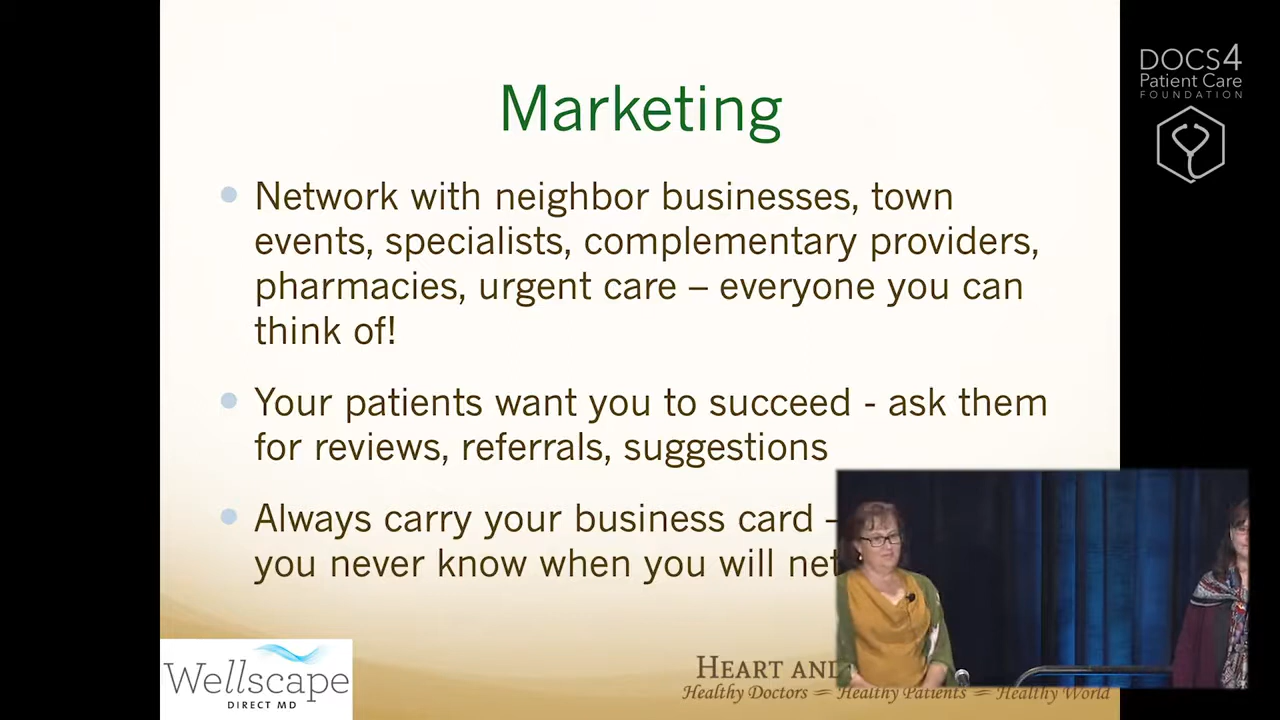 Marketing
Network with neighbor businesses, town
events, specialists, complementary providers,
pharmacies, urgent care – everyone you can
think of!
Your patients want you to succeed - ask them
for reviews, referrals, suggestions
Always carry your business card -
you never know when you will
Wellscape
DIRECT MD
HEART AND
Healthy Doctors — Healthy Patients — Healthy World
DOCS4
Patient Care
FOUNDATION